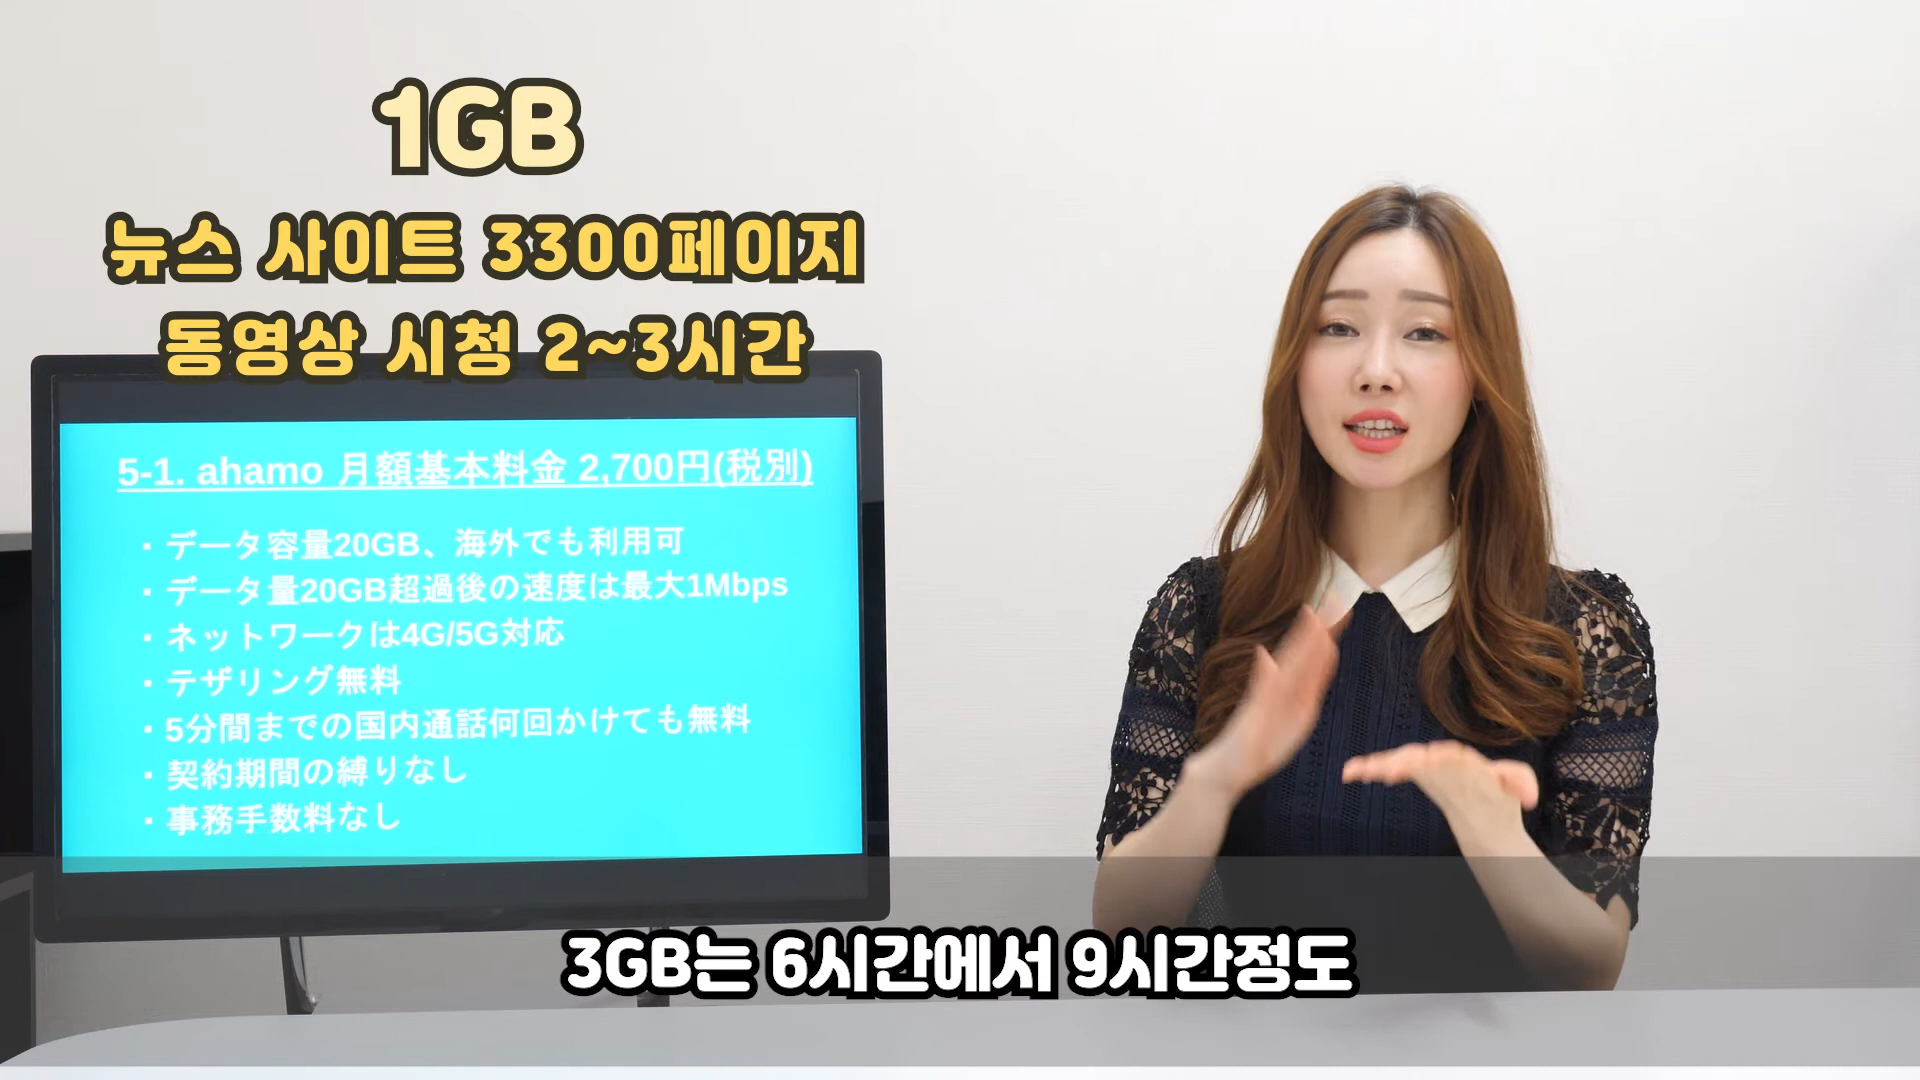 1GB
뉴스 사이트 3300페이지
동영상 시청 2~3시간
5-1. ahamo 月額基本料金 2,700円(税別)
・データ容量20GB、海外でも利用可
・データ量20GB超過後の速度は最大1Mbps
・ネットワークは4G/5G対応
・テザリング無料
・5分間までの国内通話何回かけても無料
・契約期間の縛りなし
・事務手数料なし
3GB는 6시간에서 9시간정도